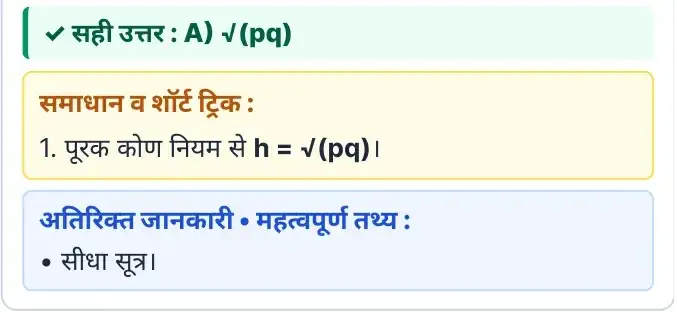 ✓ सही उत्तर : A) √(pq)
समाधान व शॉर्ट ट्रिक :
1. पूरक कोण नियम से h = √(pq)।
अतिरिक्त जानकारी • महत्वपूर्ण तथ्य :
• सीधा सूत्र।